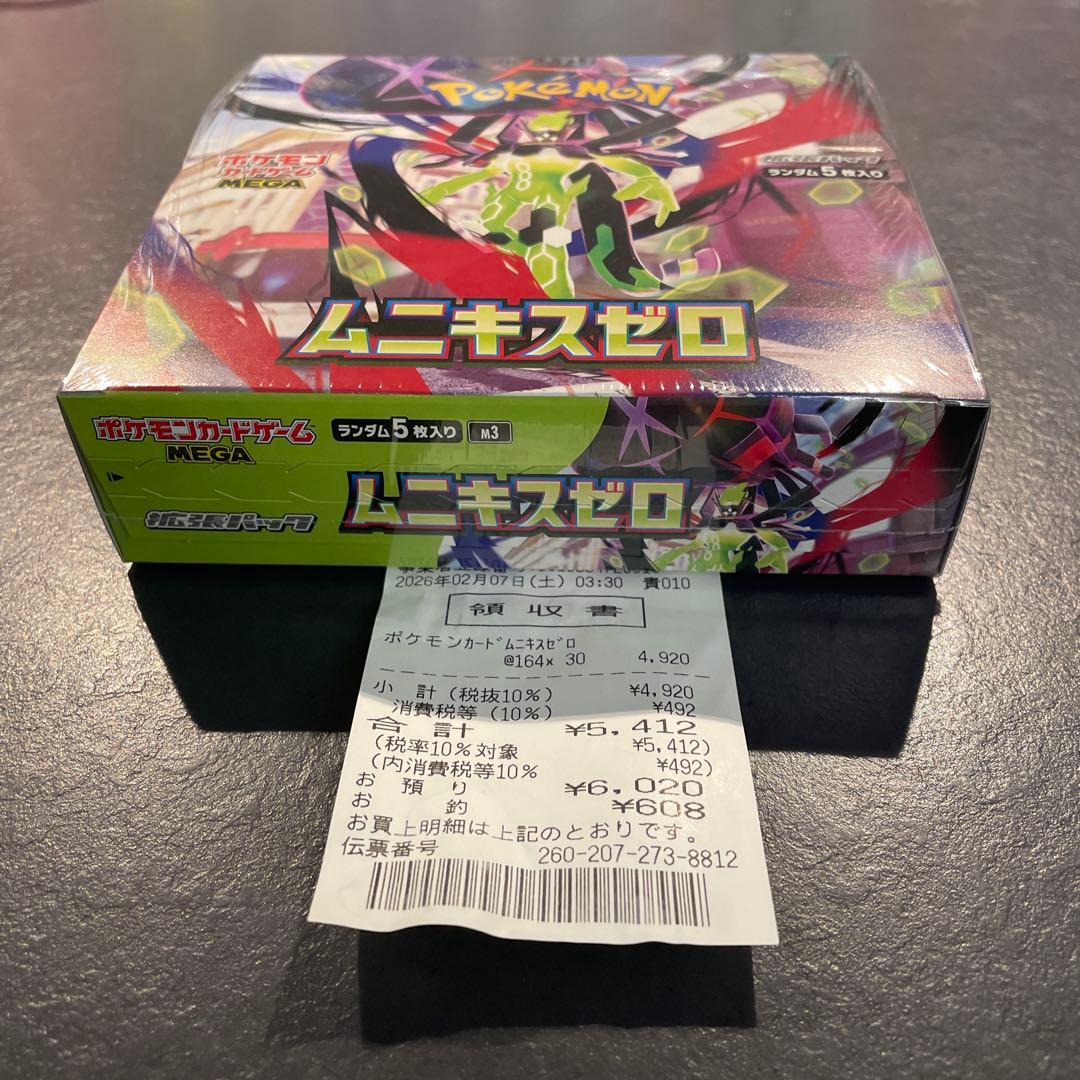 POKÉMON
ポケモン
カードゲーム
MEGA
拡張パック
ランダム5枚入り
ムニキスゼロ
ポケモンカードゲーム
MEGA
ランダム5枚入り M3
拡張パック
ムニキスゼロ
2026年02月07日(土) 03:30 責010
領収書
ポケモンカードムニキスゼロ
@164× 30 4,920
小 計(税抜10%) ¥4,920
消費税等(10%) ¥492
合 計 ¥5,412
(税率10%対象 ¥5,412)
(内消費税等10% ¥492)
お 預 り ¥6,020
お 釣 ¥608
お買上明細は上記のとおりです。
伝票番号 260-207-273-8812